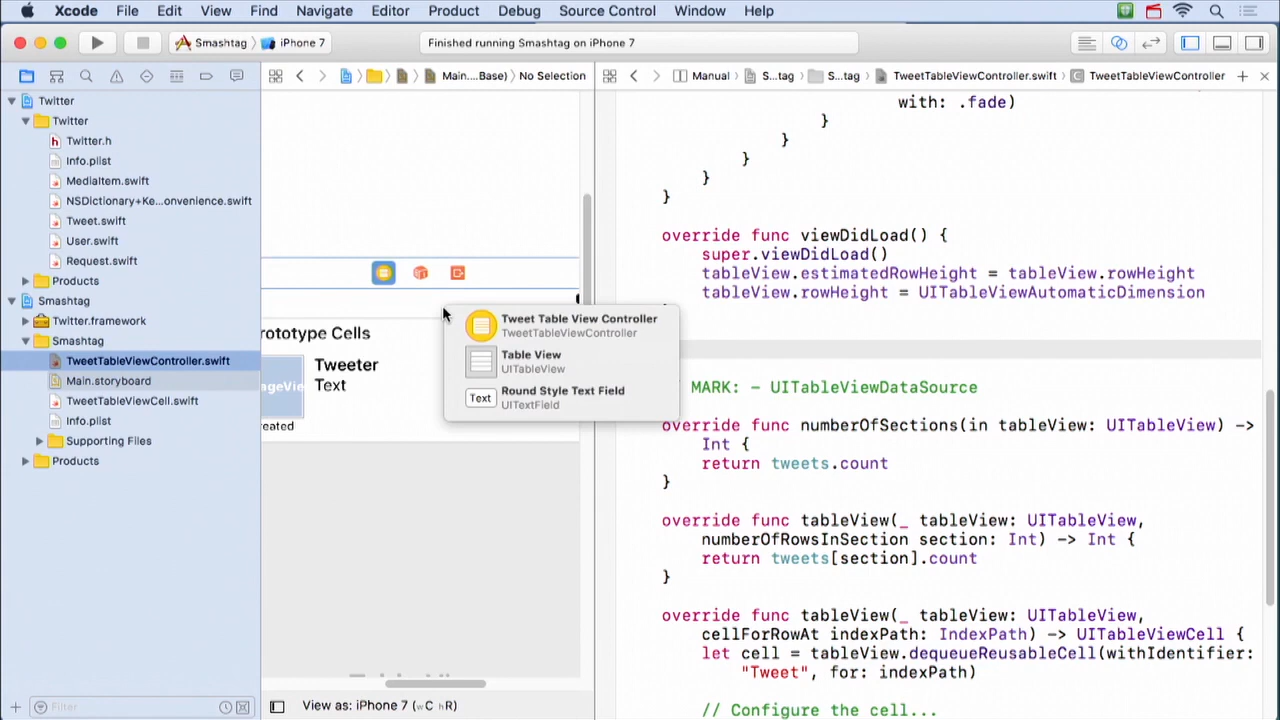 Xcode File Edit View Find Navigate Editor Product Debug Source Control Window Help
Smashtag iPhone 7
Finished running Smashtag on iPhone 7
Main....Base) No Selection
Manual S...tag S...tag TweetTableViewController.swift TweetTableViewController
Twitter
Twitter
Twitter.h
Info.plist
MediaItem.swift
NSDictionary+Ke...onvenience.swift
Tweet.swift
User.swift
Request.swift
Products
Smashtag
Twitter.framework
Smashtag
TweetTableViewController.swift
Main.storyboard
TweetTableViewCell.swift
Info.plist
Supporting Files
Products
Filter
rototype Cells
ageView
Tweeter
Text
eated
Tweet Table View Controller
TweetTableViewController
Table View
UITableView
Text
Round Style Text Field
UITextField
View as: iPhone 7 (wC hR)
with: .fade)
}
}
}
}
}
override func viewDidLoad() {
super.viewDidLoad()
tableView.estimatedRowHeight = tableView.rowHeight
tableView.rowHeight = UITableViewAutomaticDimension
MARK: - UITableViewDataSource
override func numberOfSections(in tableView: UITableView) ->
Int {
return tweets.count
}
override func tableView(_ tableView: UITableView,
numberOfRowsInSection section: Int) -> Int {
return tweets[section].count
}
override func tableView(_ tableView: UITableView,
cellForRowAt indexPath: IndexPath) -> UITableViewCell {
let cell = tableView.dequeueReusableCell(withIdentifier:
"Tweet", for: indexPath)
// Configure the cell...